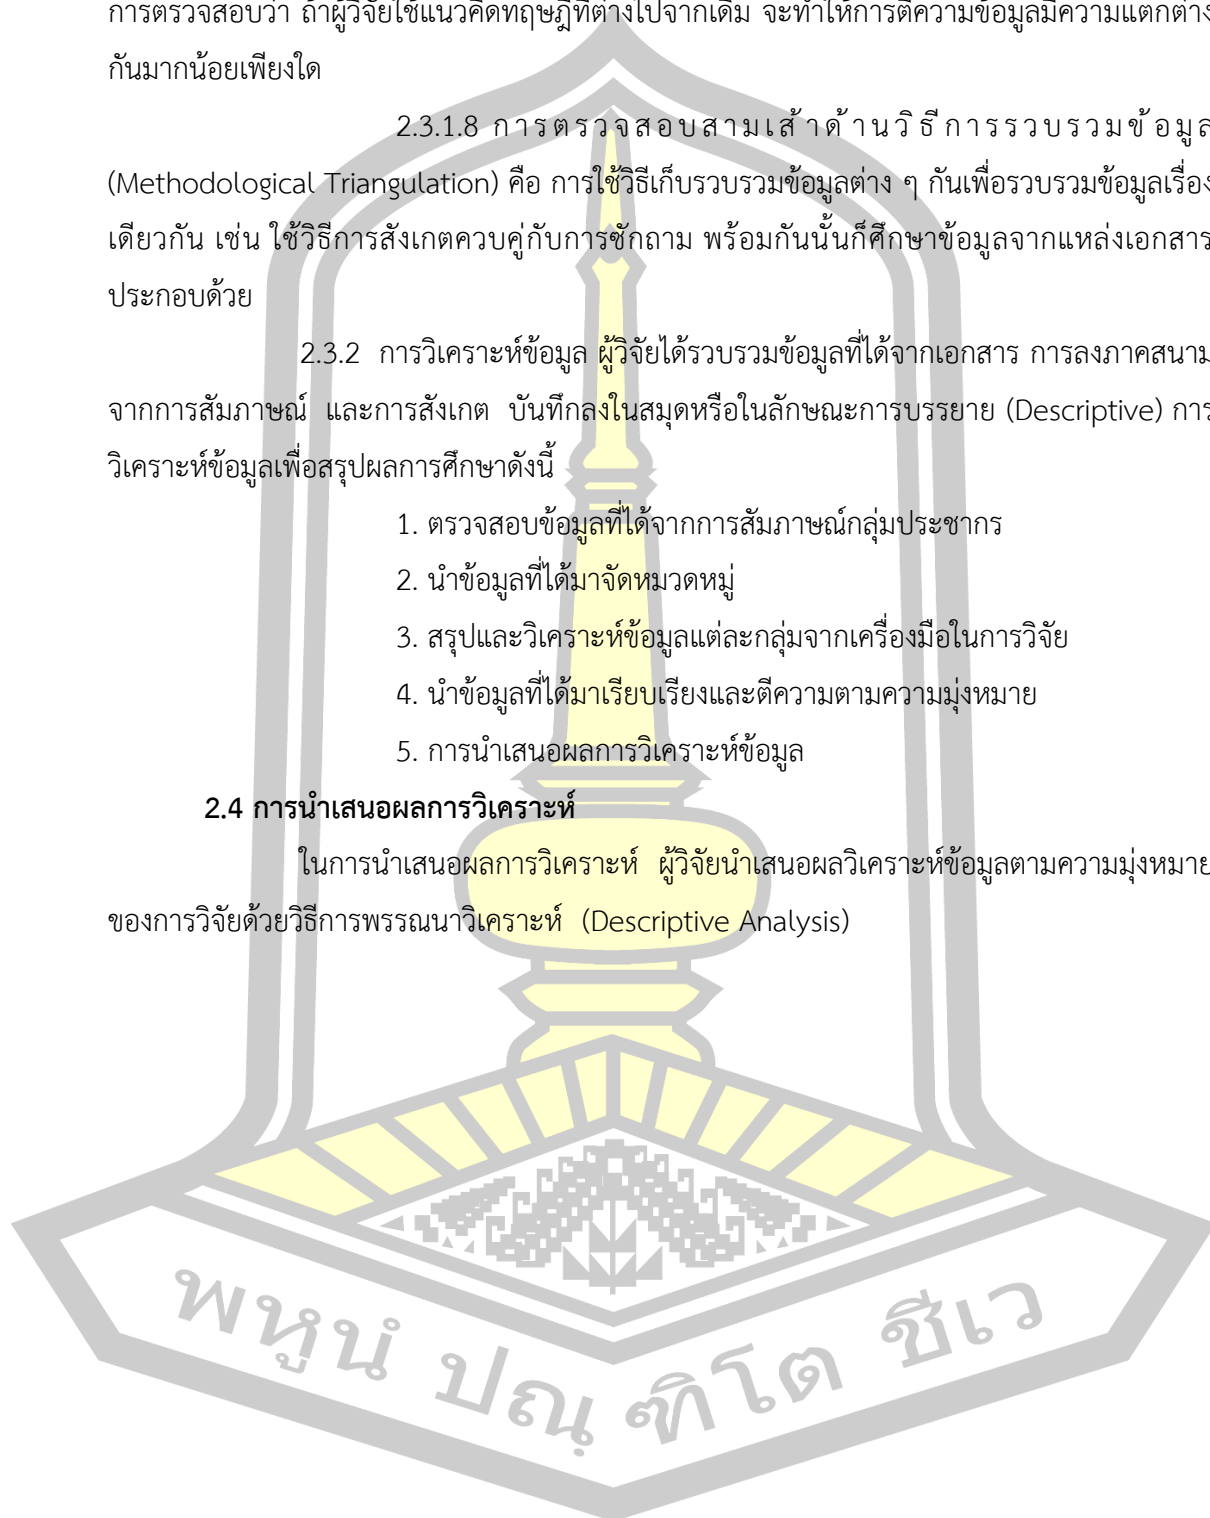 การตรวจสอบว่า ถ้าผู้วิจัยใช้แนวคิดทฤษฎีที่ต่างไปจากเดิม จะทำให้การตีความข้อมูลมีความแตกต่าง
กันมากน้อยเพียงใด
2.3.1.8 การตรวจสอบสามเส้าด้านวิธีการรวบรวมข้อมูล
(Methodological Triangulation) คือ การใช้วิธีเก็บรวบรวมข้อมูลต่าง ๆ กันเพื่อรวบรวมข้อมูลเรื่อง
เดียวกัน เช่น ใช้วิธีการสังเกตควบคู่กับการซักถาม พร้อมกันนั้นก็ศึกษาข้อมูลจากแหล่งเอกสาร
ประกอบด้วย
2.3.2 การวิเคราะห์ข้อมูล ผู้วิจัยได้รวบรวมข้อมูลที่ได้จากเอกสาร การลงภาคสนาม
จากการสัมภาษณ์ และการสังเกต บันทึกลงในสมุดหรือในลักษณะการบรรยาย (Descriptive) การ
วิเคราะห์ข้อมูลเพื่อสรุปผลการศึกษาดังนี้
1. ตรวจสอบข้อมูลที่ได้จากการสัมภาษณ์กลุ่มประชากร
2. นำข้อมูลที่ได้มาจัดหมวดหมู่
3. สรุปและวิเคราะห์ข้อมูลแต่ละกลุ่มจากเครื่องมือในการวิจัย
4. นำข้อมูลที่ได้มาเรียบเรียงและตีความตามความมุ่งหมาย
5. การนำเสนอผลการวิเคราะห์ข้อมูล
2.4 การนำเสนอผลการวิเคราะห์
ในการนำเสนอผลการวิเคราะห์ ผู้วิจัยนำเสนอผลวิเคราะห์ข้อมูลตามความมุ่งหมาย
ของการวิจัยด้วยวิธีการพรรณนาวิเคราะห์ (Descriptive Analysis)
พหูนํ ปณฺฑิโต ชีเว